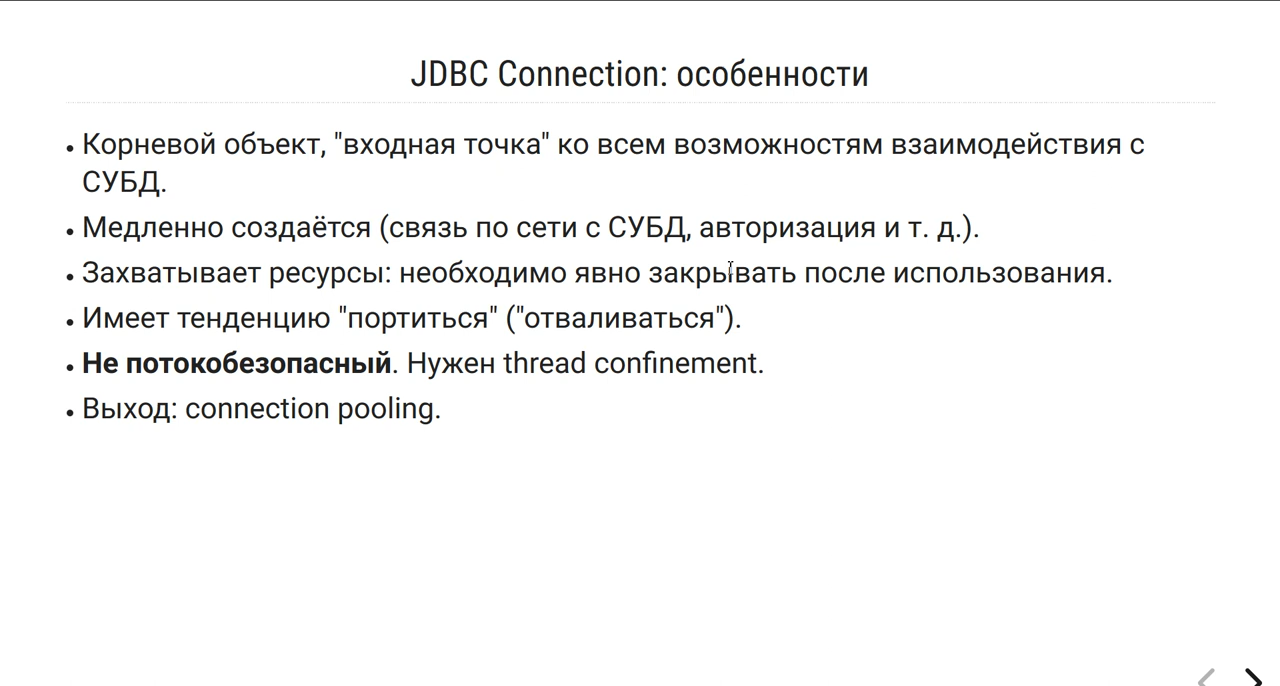 JDBC Connection: особенности
• Корневой объект, "входная точка" ко всем возможностям взаимодействия с
СУБД.
• Медленно создаётся (связь по сети с СУБД, авторизация и т. д.).
• Захватывает ресурсы: необходимо явно закрывать после использования.
• Имеет тенденцию "портиться" ("отваливаться").
• Не потокобезопасный. Нужен thread confinement.
• Выход: connection pooling.